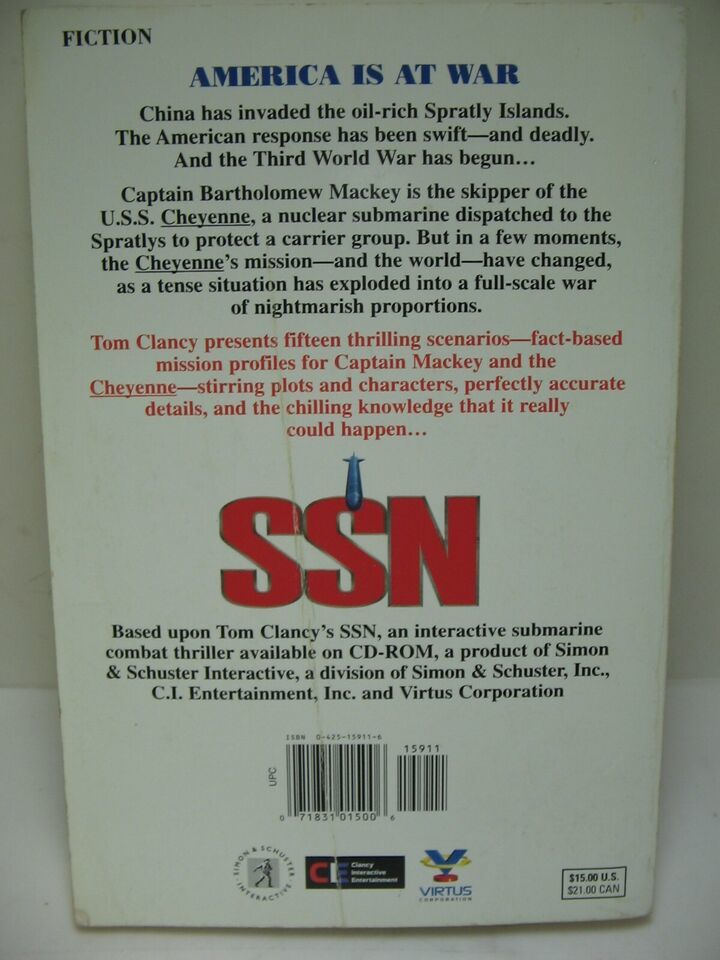 FICTION
AMERICA IS AT WAR
China has invaded the oil-rich Spratly Islands.
The American response has been swift—and deadly.
And the Third World War has begun...
Captain Bartholomew Mackey is the skipper of the
U.S.S. Cheyenne, a nuclear submarine dispatched to the
Spratlys to protect a carrier group. But in a few moments,
the Cheyenne's mission—and the world—have changed,
as a tense situation has exploded into a full-scale war
of nightmarish proportions.
Tom Clancy presents fifteen thrilling scenarios—fact-based
mission profiles for Captain Mackey and the
Cheyenne—stirring plots and characters, perfectly accurate
details, and the chilling knowledge that it really
could happen...
SSN
Based upon Tom Clancy's SSN, an interactive submarine
combat thriller available on CD-ROM, a product of Simon
& Schuster Interactive, a division of Simon & Schuster, Inc.,
C.I. Entertainment, Inc. and Virtus Corporation
ISBN 0-425-15911-6
15911
UPC
0 71831 01500 6
SIMON & SCHUSTER
INTERACTIVE
Clancy
Interactive
Entertainment
VIRTUS
CORPORATION
$15.00 U.S.
$21.00 CAN